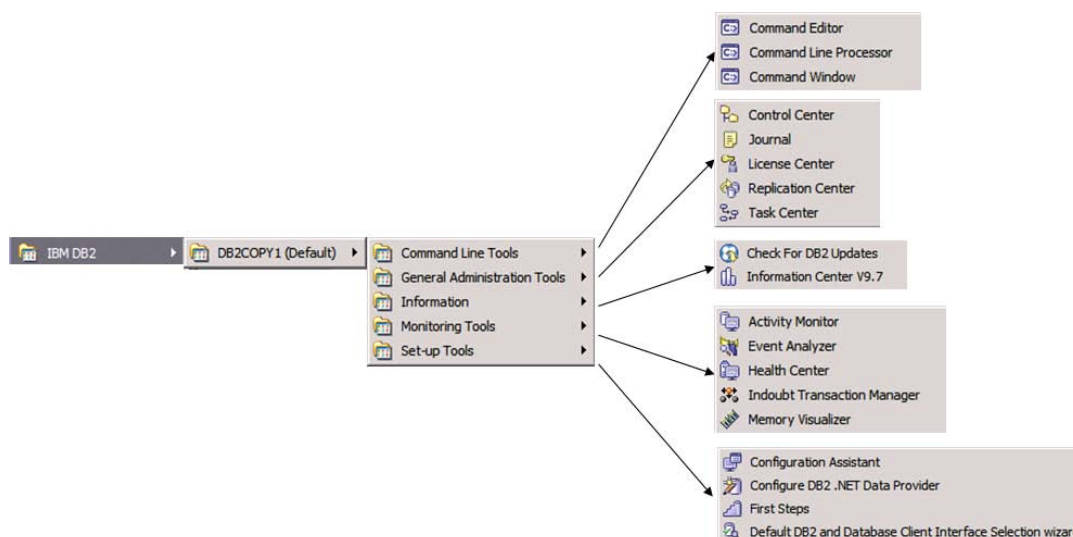 IBM DB2
DB2COPY1 (Default)
Command Line Tools
General Administration Tools
Information
Monitoring Tools
Set-up Tools
Command Editor
Command Line Processor
Command Window
Control Center
Journal
License Center
Replication Center
Task Center
Check For DB2 Updates
Information Center V9.7
Activity Monitor
Event Analyzer
Health Center
Indoubt Transaction Manager
Memory Visualizer
Configuration Assistant
Configure DB2 .NET Data Provider
First Steps
Default DB2 and Database Client Interface Selection wizar